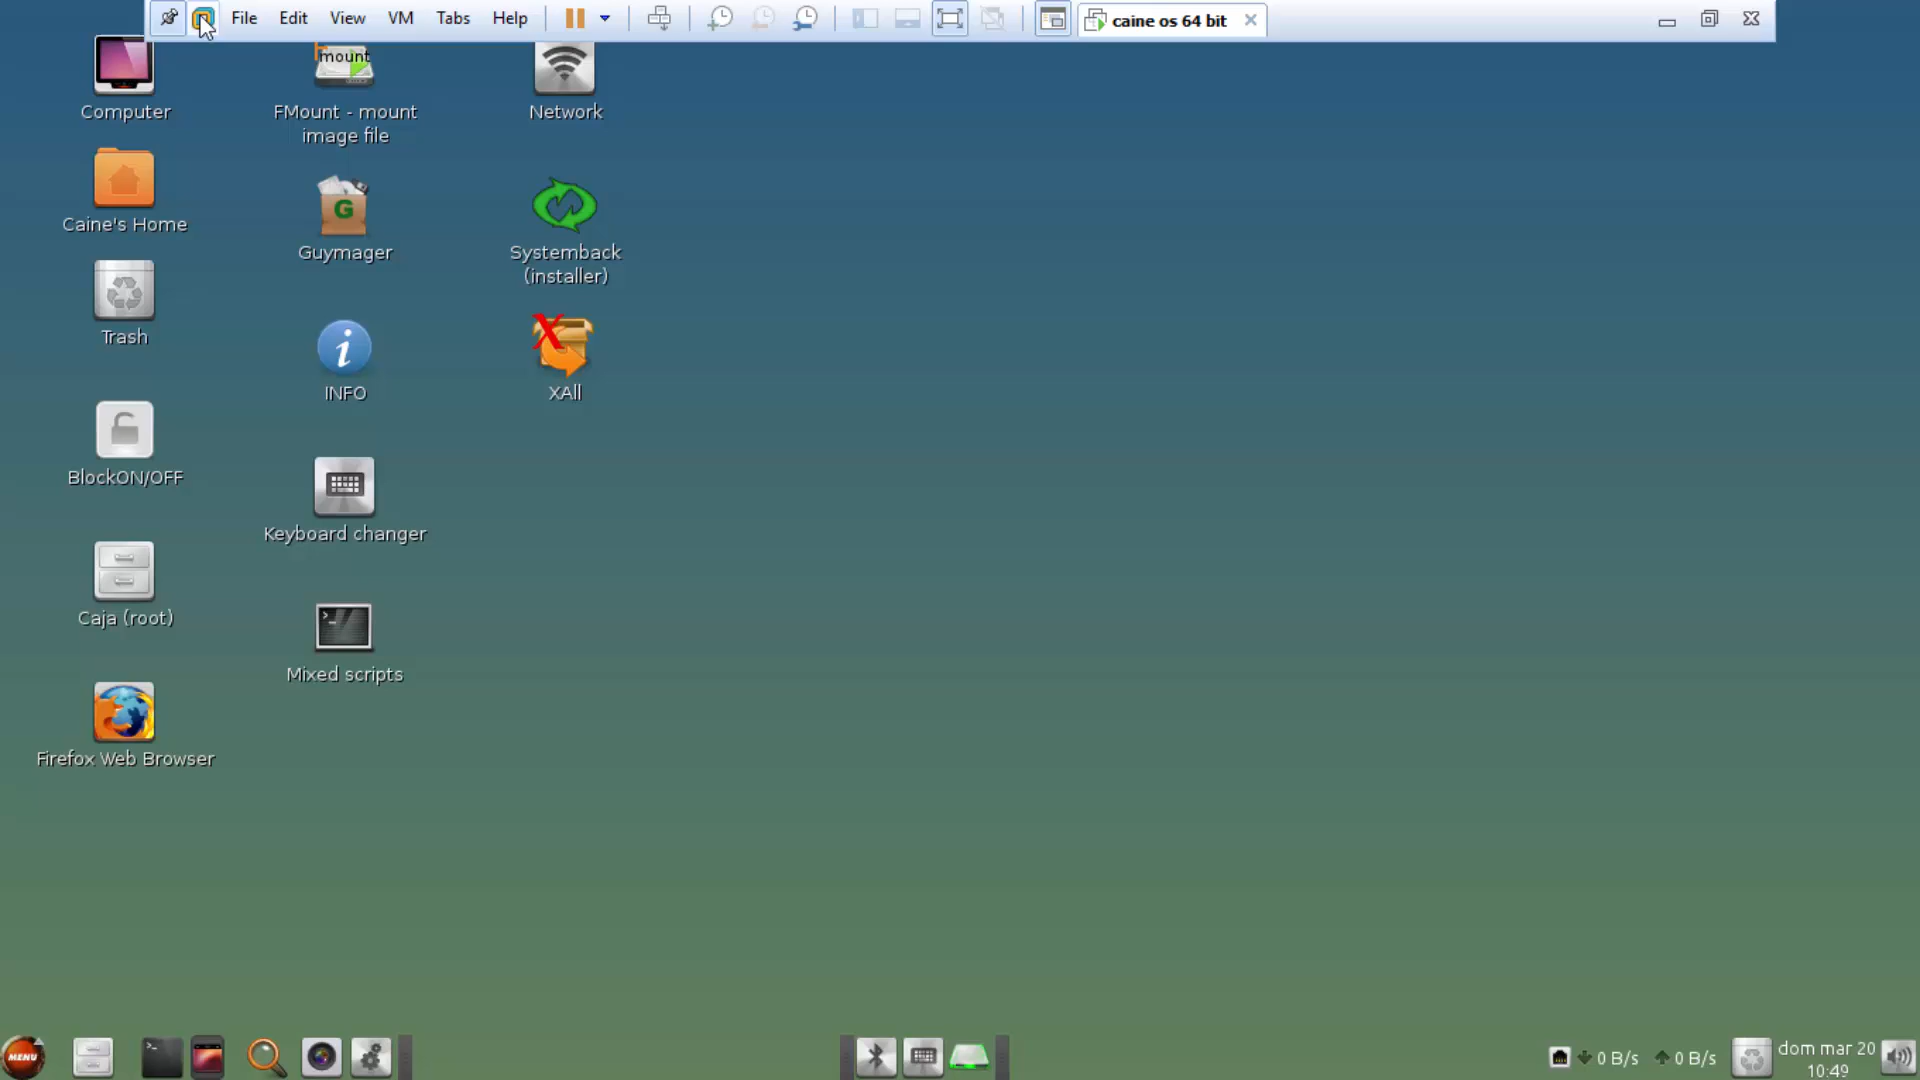 File Edit View VM Tabs Help caine os 64 bit
mount
Computer
FMount - mount
image file
Network
Caine's Home
G
Guymager
Systemback
(installer)
Trash
i
INFO
X
XAll
BlockON/OFF
Keyboard changer
Caja (root)
>_
Mixed scripts
Firefox Web Browser
MENU
>_
0 B/s 0 B/s
dom mar 20
10:49